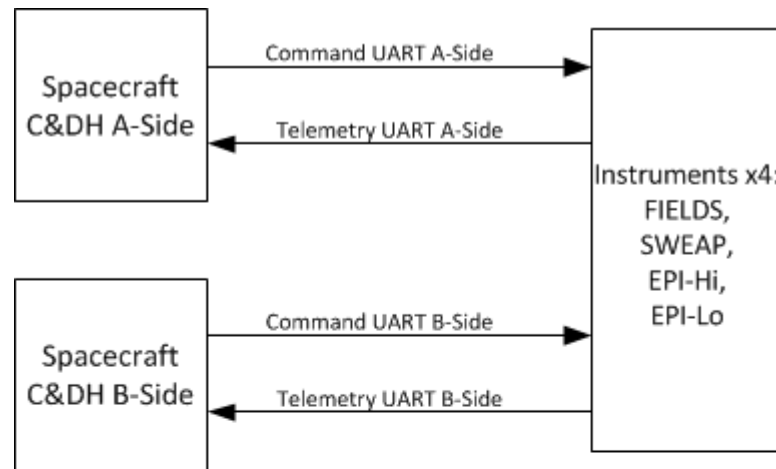 Spacecraft
C&DH A-Side
Command UART A-Side
Telemetry UART A-Side
Spacecraft
C&DH B-Side
Command UART B-Side
Telemetry UART B-Side
Instruments x4:
FIELDS,
SWEAP,
EPI-Hi,
EPI-Lo